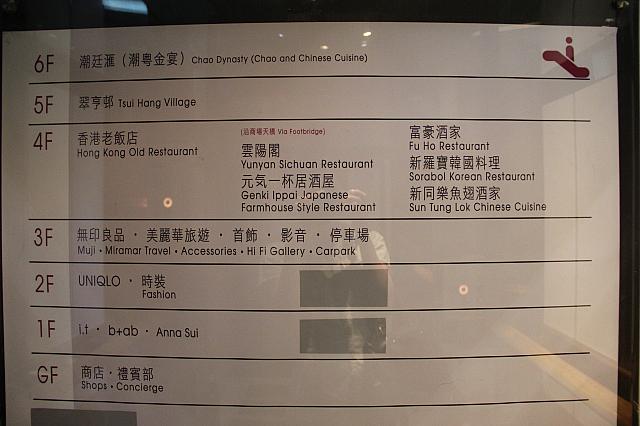 6F 潮廷滙（潮粵金宴）Chao Dynasty (Chao and Chinese Cuisine)
5F 翠亨邨 Tsui Hang Village
4F 香港老飯店
Hong Kong Old Restaurant
(沿商場天橋 Via Footbridge)
雲陽閣
Yunyan Sichuan Restaurant
元気一杯居酒屋
Genki Ippai Japanese
Farmhouse Style Restaurant
富豪酒家
Fu Ho Restaurant
新羅寶韓國料理
Sorabol Korean Restaurant
新同樂魚翅酒家
Sun Tung Lok Chinese Cuisine
3F 無印良品 · 美麗華旅遊 · 首飾 · 影音 · 停車場
Muji • Miramar Travel • Accessories • Hi Fi Gallery • Carpark
2F UNIQLO · 時裝
Fashion
1F i.t · b+ab · Anna Sui
GF 商店 · 禮賓部
Shops • Concierge